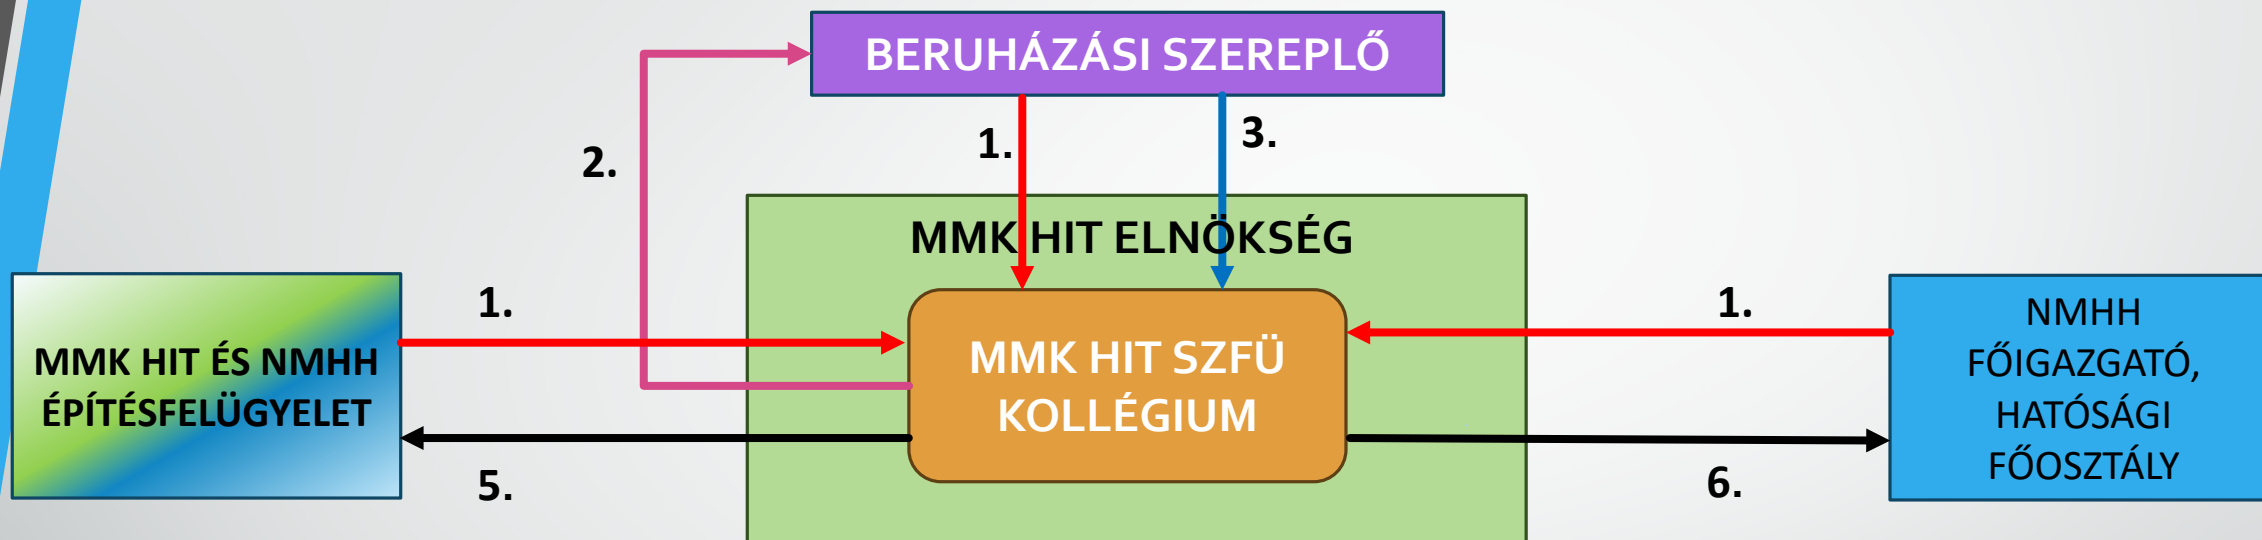 BERUHÁZÁSI SZEREPLŐ
1.
3.
2.
MMK HIT ELNÖKSÉG
1.
1.
MMK HIT ÉS NMHH
ÉPÍTÉSFELÜGYELET
MMK HIT SZFÜ
KOLLÉGIUM
NMHH
FŐIGAZGATÓ,
HATÓSÁGI
FŐOSZTÁLY
5.
6.